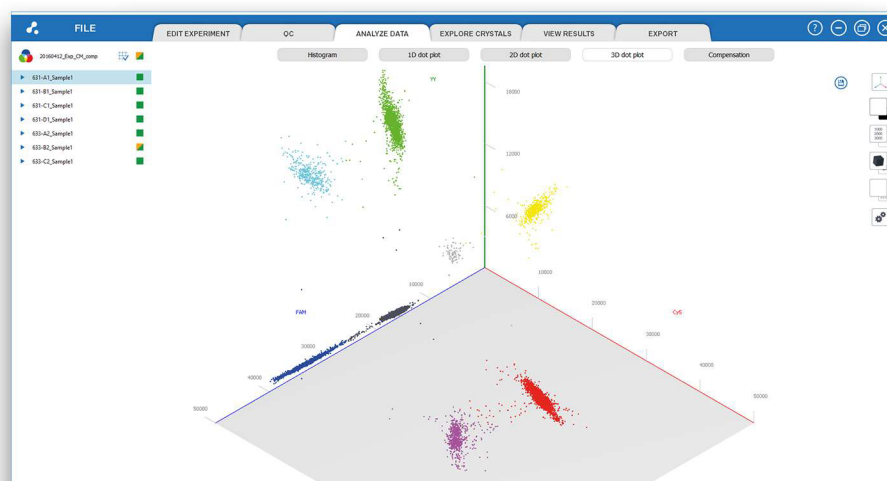 FILE
EDIT EXPERIMENT
QC
ANALYZE DATA
EXPLORE CRYSTALS
VIEW RESULTS
EXPORT
?
20160412_Exp_CM_comp
Histogram
1D dot plot
2D dot plot
3D dot plot
Compensation
631-A1_Sample1
631-B1_Sample1
631-C1_Sample1
631-D1_Sample1
633-A2_Sample1
633-B2_Sample1
633-C2_Sample1
YY
18000
12000
6000
10000
20000
30000
40000
50000
FAM
10000
20000
30000
40000
50000
Cy5